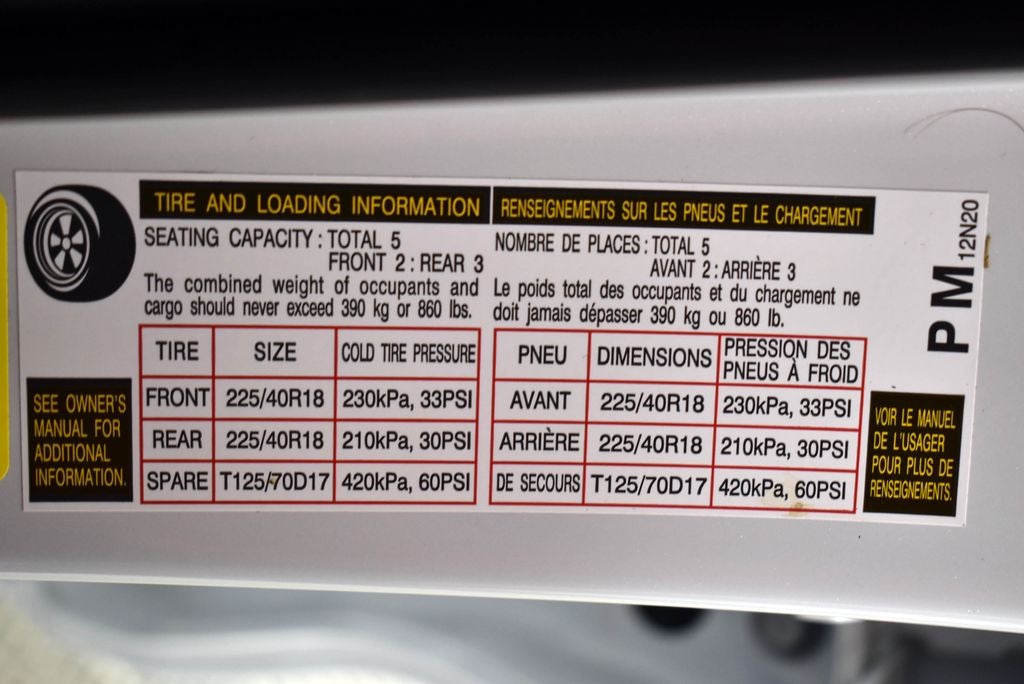 TIRE AND LOADING INFORMATION
SEATING CAPACITY : TOTAL 5
FRONT 2 : REAR 3
The combined weight of occupants and
cargo should never exceed 390 kg or 860 lbs.
TIRE SIZE COLD TIRE PRESSURE
FRONT 225/40R18 230kPa, 33PSI
REAR 225/40R18 210kPa, 30PSI
SPARE T125/70D17 420kPa, 60PSI
SEE OWNER'S
MANUAL FOR
ADDITIONAL
INFORMATION.
RENSEIGNEMENTS SUR LES PNEUS ET LE CHARGEMENT
NOMBRE DE PLACES : TOTAL 5
AVANT 2 : ARRIÈRE 3
Le poids total des occupants et du chargement ne
doit jamais dépasser 390 kg ou 860 lb.
PNEU DIMENSIONS PRESSION DES
PNEUS À FROID
AVANT 225/40R18 230kPa, 33PSI
ARRIÈRE 225/40R18 210kPa, 30PSI
DE SECOURS T125/70D17 420kPa, 60PSI
VOIR LE MANUEL
DE L'USAGER
POUR PLUS DE
RENSEIGNEMENTS.
P M 12N20